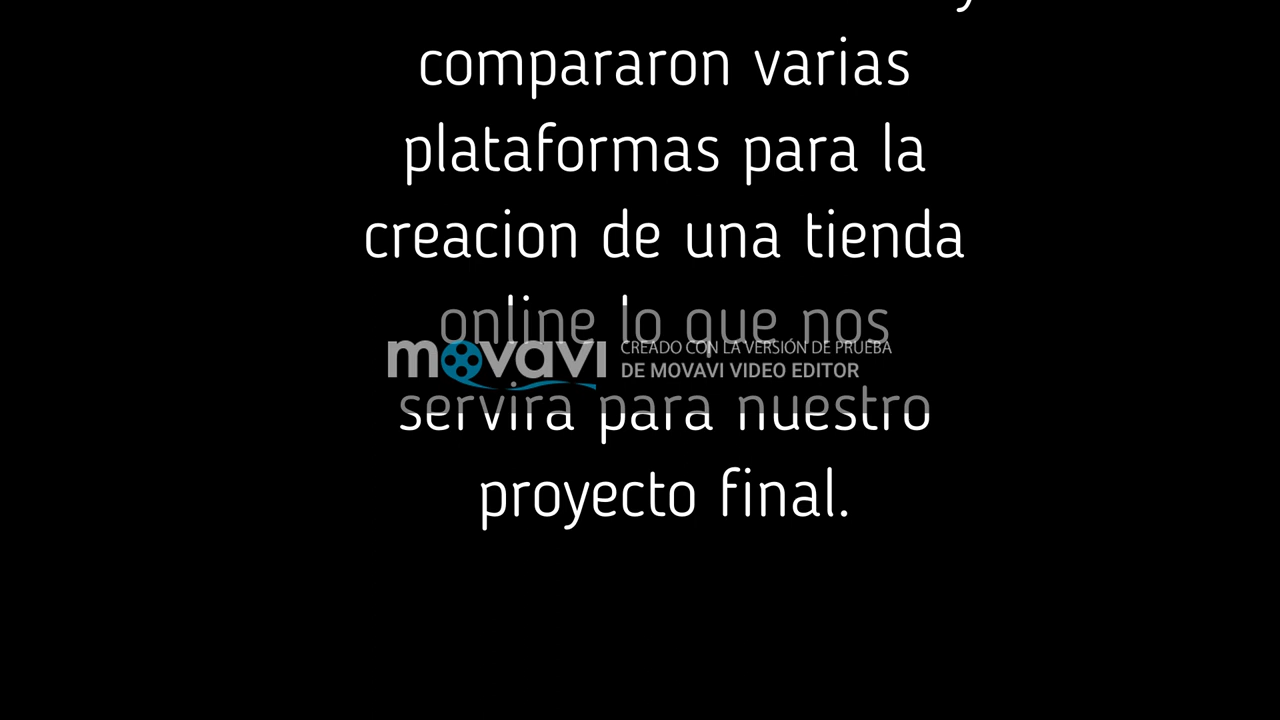 compararon varias
plataformas para la
creacion de una tienda
online lo que nos
movavi
CREADO CON LA VERSIÓN DE PRUEBA
DE MOVAVI VIDEO EDITOR
servira para nuestro
proyecto final.